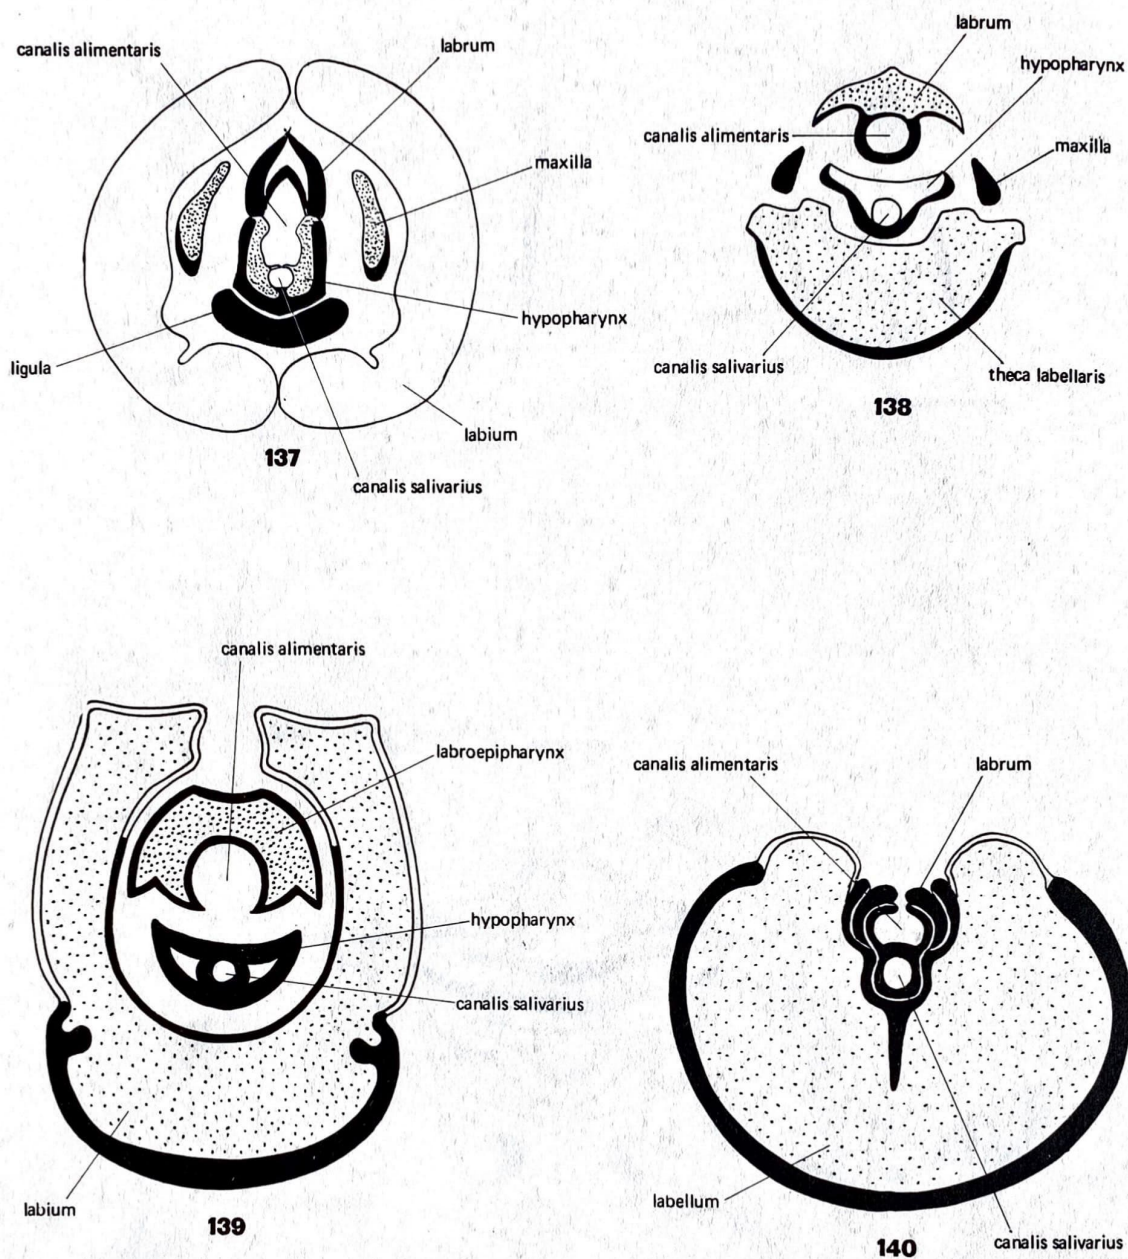 canalis alimentaris
labrum
maxilla
hypopharynx
ligula
labium
137
canalis salivarius
labrum
hypopharynx
canalis alimentaris
maxilla
canalis salivarius
theca labellaris
138
canalis alimentaris
labroepipharynx
hypopharynx
canalis salivarius
labium
139
canalis alimentaris
labrum
labellum
canalis salivarius
140